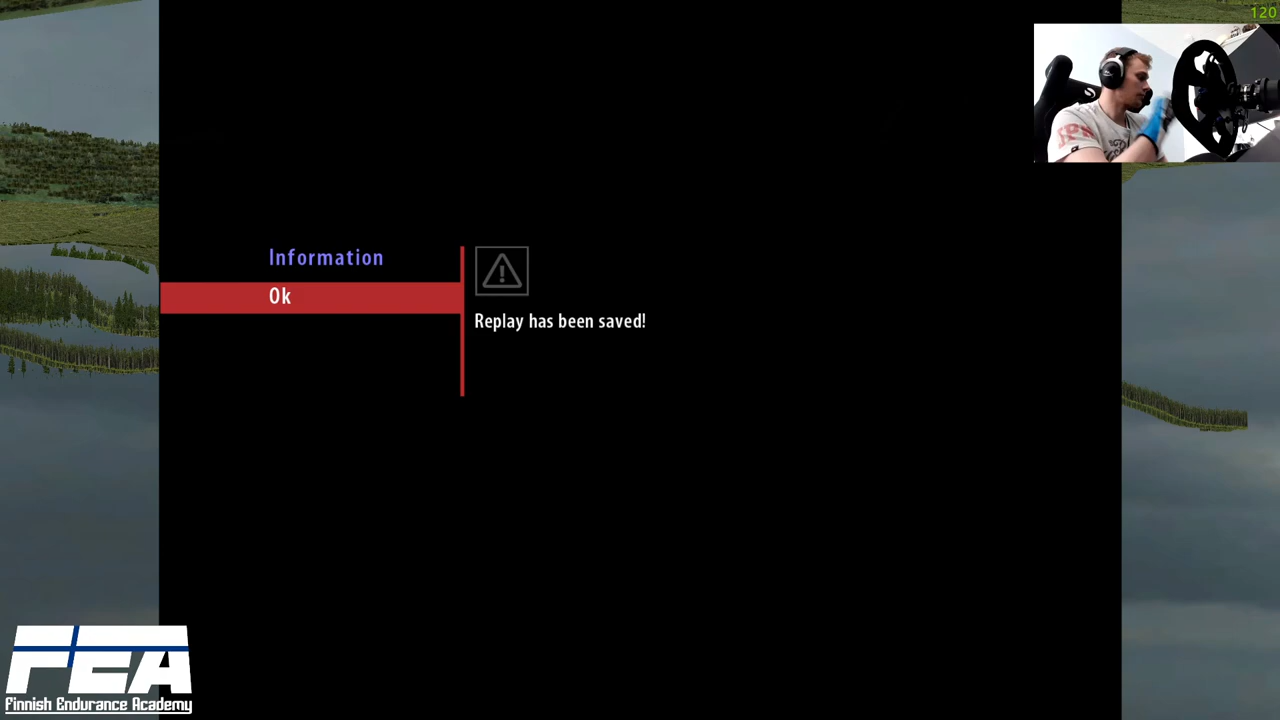 120
Information
Ok
Replay has been saved!
FEA
Finnish Endurance Academy